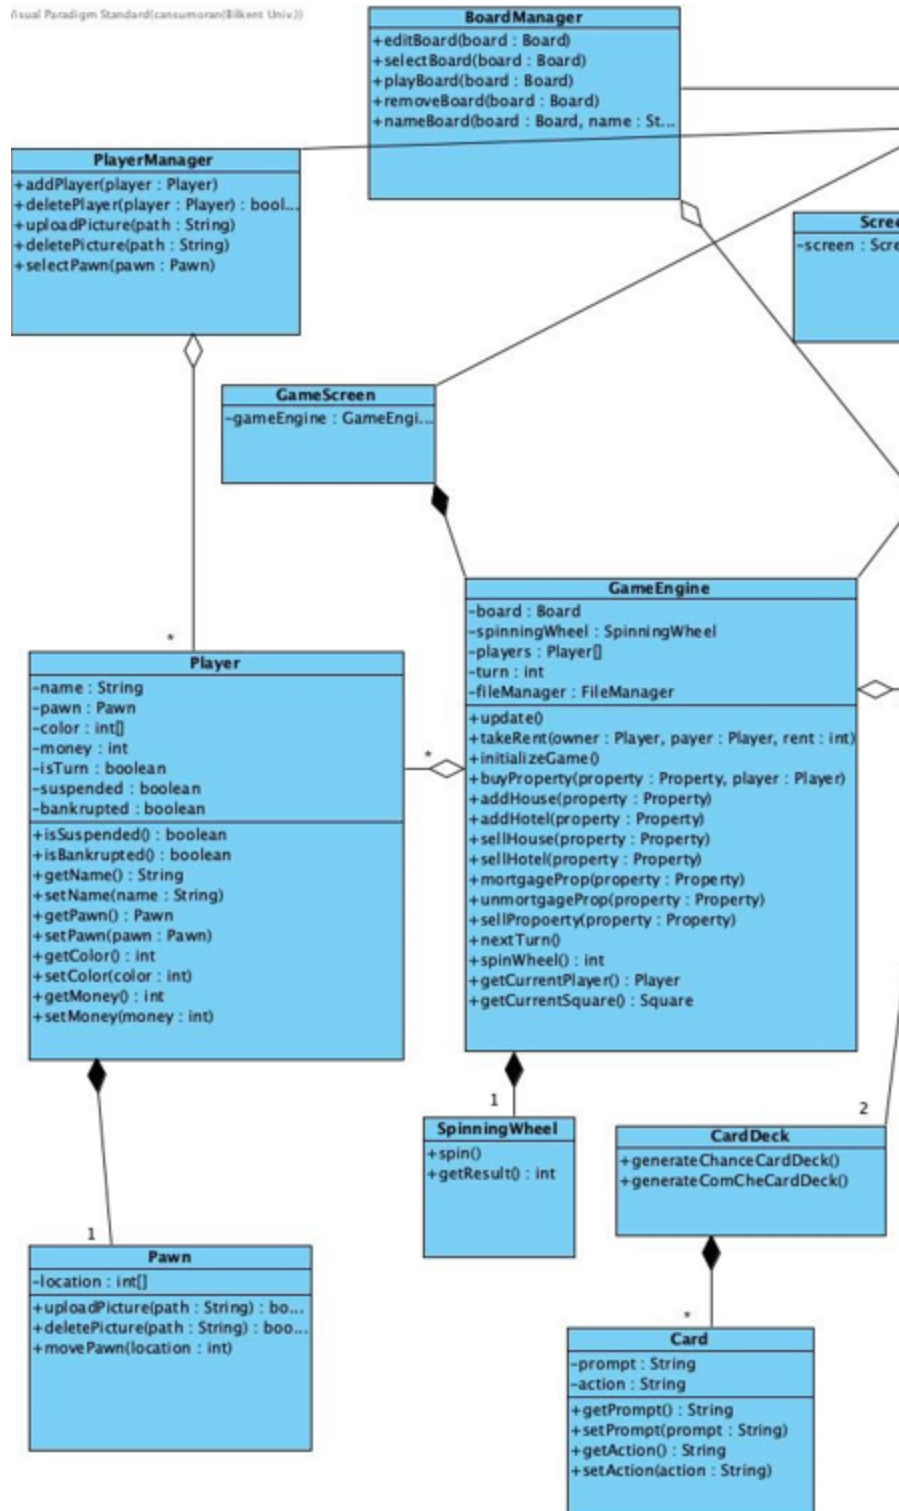 Visual Paradigm Standard(cansumoran(Bilkent Univ.))
BoardManager
+editBoard(board : Board)
+selectBoard(board : Board)
+playBoard(board : Board)
+removeBoard(board : Board)
+nameBoard(board : Board, name : St...
PlayerManager
+addPlayer(player : Player)
+deletePlayer(player : Player) : bool...
+uploadPicture(path : String)
+deletePicture(path : String)
+selectPawn(pawn : Pawn)
Scree
-screen : Scre
GameScreen
-gameEngine : GameEngi...
GameEngine
-board : Board
-spinningWheel : SpinningWheel
-players : Player[]
-turn : int
-fileManager : FileManager
+update()
+takeRent(owner : Player, payer : Player, rent : int)
+initializeGame()
+buyProperty(property : Property, player : Player)
+addHouse(property : Property)
+addHotel(property : Property)
+sellHouse(property : Property)
+sellHotel(property : Property)
+mortgageProp(property : Property)
+unmortgageProp(property : Property)
+sellPropoerty(property : Property)
+nextTurn()
+spinWheel() : int
+getCurrentPlayer() : Player
+getCurrentSquare() : Square
*
Player
-name : String
-pawn : Pawn
-color : int[]
-money : int
-isTurn : boolean
-suspended : boolean
-bankrupted : boolean
+isSuspended() : boolean
+isBankrupted() : boolean
+getName() : String
+setName(name : String)
+getPawn() : Pawn
+setPawn(pawn : Pawn)
+getColor() : int
+setColor(color : int)
+getMoney() : int
+setMoney(money : int)
*
1
SpinningWheel
+spin()
+getResult() : int
2
CardDeck
+generateChanceCardDeck()
+generateComCheCardDeck()
1
Pawn
-location : int[]
+uploadPicture(path : String) : bo...
+deletePicture(path : String) : boo...
+movePawn(location : int)
*
Card
-prompt : String
-action : String
+getPrompt() : String
+setPrompt(prompt : String)
+getAction() : String
+setAction(action : String)